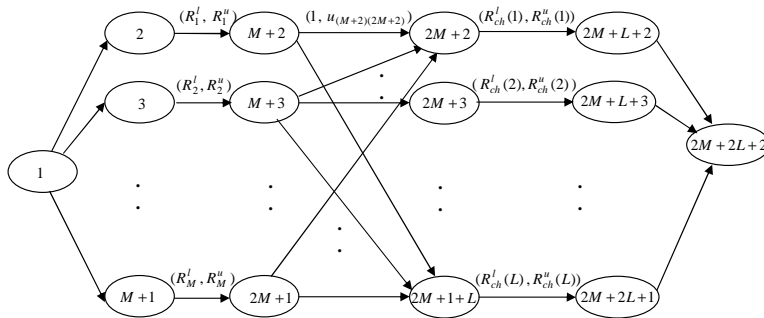 2 (R_1^l, R_1^u) M+2 (1, u_{(M+2)(2M+2)}) 2M+2 (R_{ch}^l(1), R_{ch}^u(1)) 2M+L+2
3 (R_2^l, R_2^u) M+3 2M+3 (R_{ch}^l(2), R_{ch}^u(2)) 2M+L+3
1 2M+2L+2
M+1 (R_M^l, R_M^u) 2M+1 2M+1+L (R_{ch}^l(L), R_{ch}^u(L)) 2M+2L+1